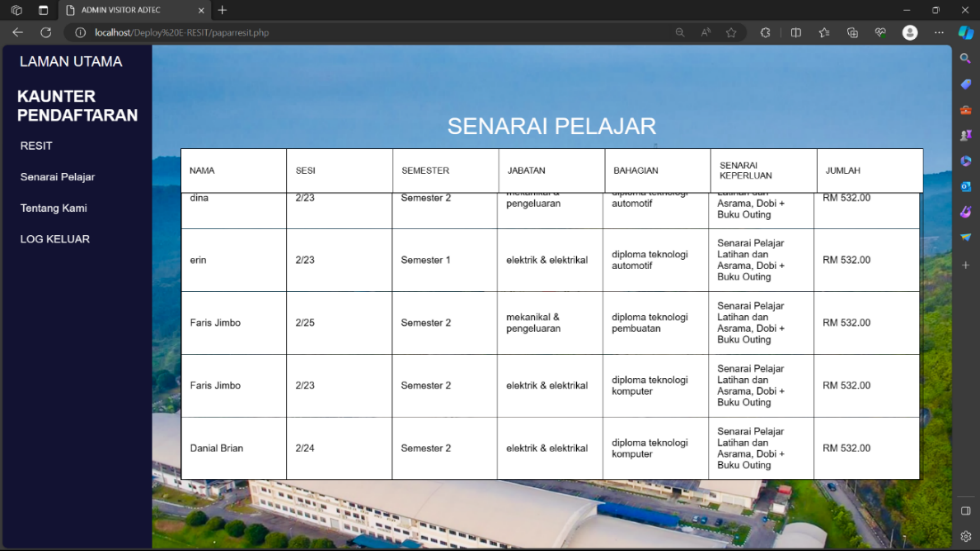 ADMIN VISITOR ADTEC
localhost/Deploy%20E-RESIT/paparresit.php
LAMAN UTAMA
KAUNTER
PENDAFTARAN
RESIT
Senarai Pelajar
Tentang Kami
LOG KELUAR
SENARAI PELAJAR
NAMA SESI SEMESTER JABATAN BAHAGIAN SENARAI KEPERLUAN JUMLAH
dina 2/23 Semester 2 mekanikal & pengeluaran diploma teknologi automotif Latihan dan Asrama, Dobi + Buku Outing RM 532.00
erin 2/23 Semester 1 elektrik & elektrikal diploma teknologi automotif Senarai Pelajar Latihan dan Asrama, Dobi + Buku Outing RM 532.00
Faris Jimbo 2/25 Semester 2 mekanikal & pengeluaran diploma teknologi pembuatan Senarai Pelajar Latihan dan Asrama, Dobi + Buku Outing RM 532.00
Faris Jimbo 2/23 Semester 2 elektrik & elektrikal diploma teknologi komputer Senarai Pelajar Latihan dan Asrama, Dobi + Buku Outing RM 532.00
Danial Brian 2/24 Semester 2 elektrik & elektrikal diploma teknologi komputer Senarai Pelajar Latihan dan Asrama, Dobi + Buku Outing RM 532.00